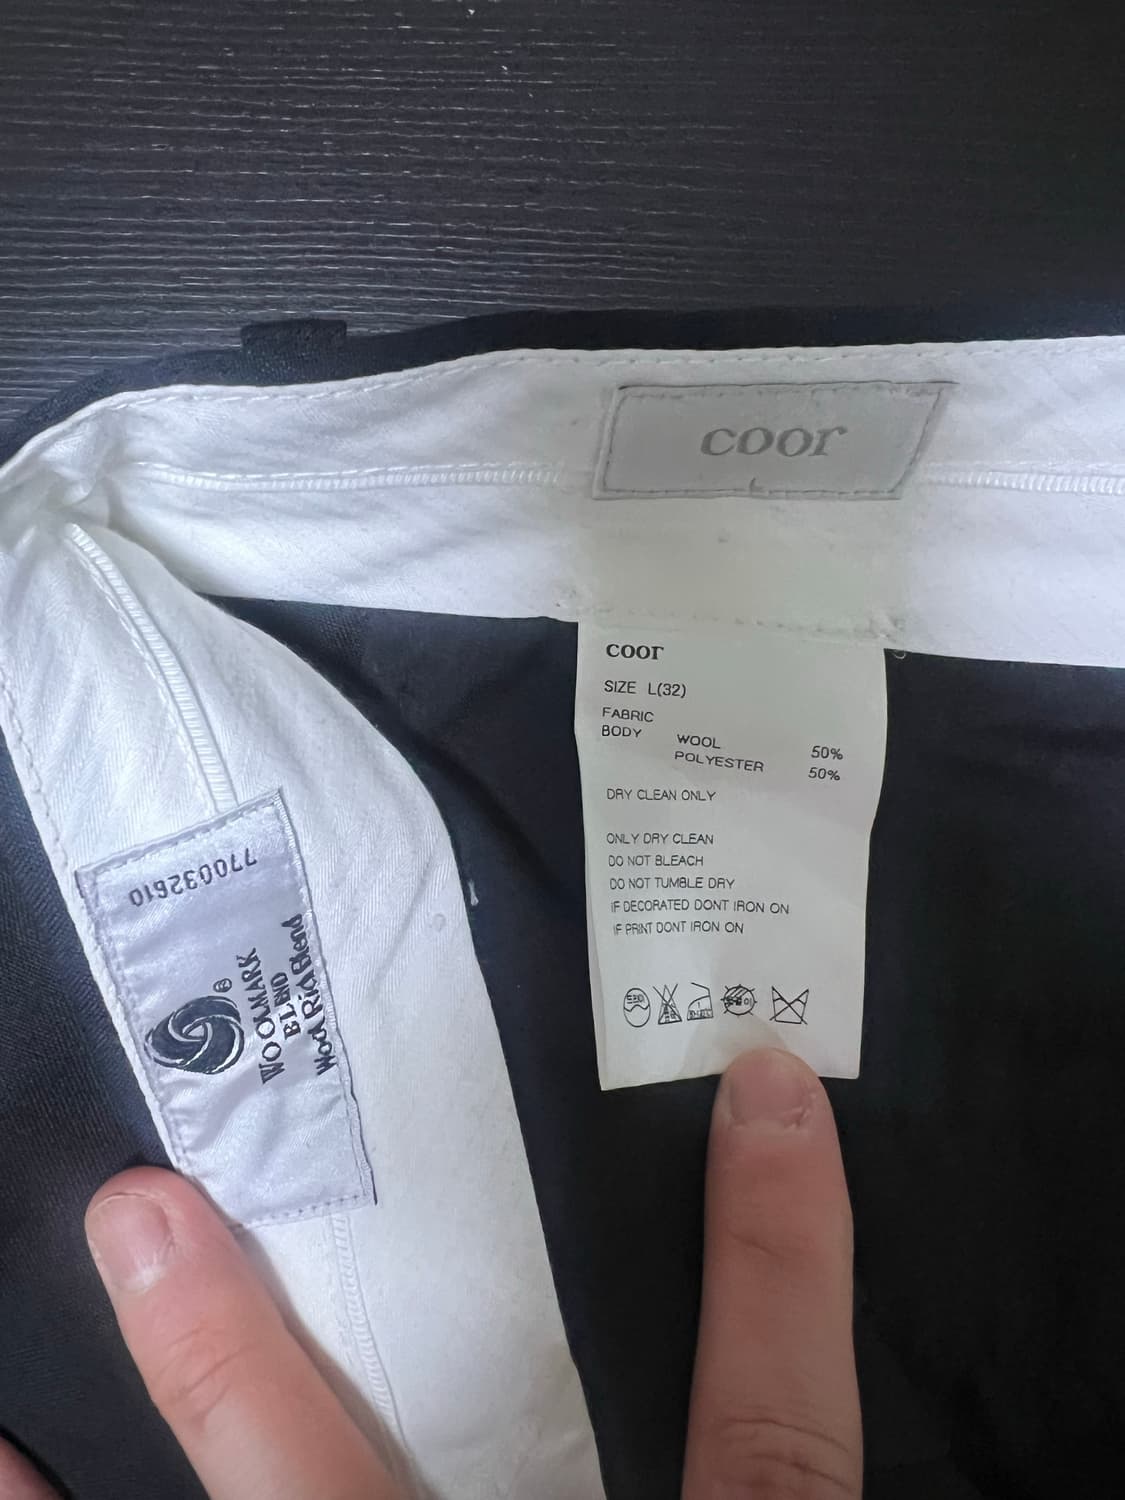 coor
coor
SIZE L(32)
FABRIC
BODY WOOL 50%
POLYESTER 50%
DRY CLEAN ONLY
ONLY DRY CLEAN
DO NOT BLEACH
DO NOT TUMBLE DRY
IF DECORATED DONT IRON ON
IF PRINT DONT IRON ON
770032610
WOOLMARK
BLEND
Wool Rich Blend